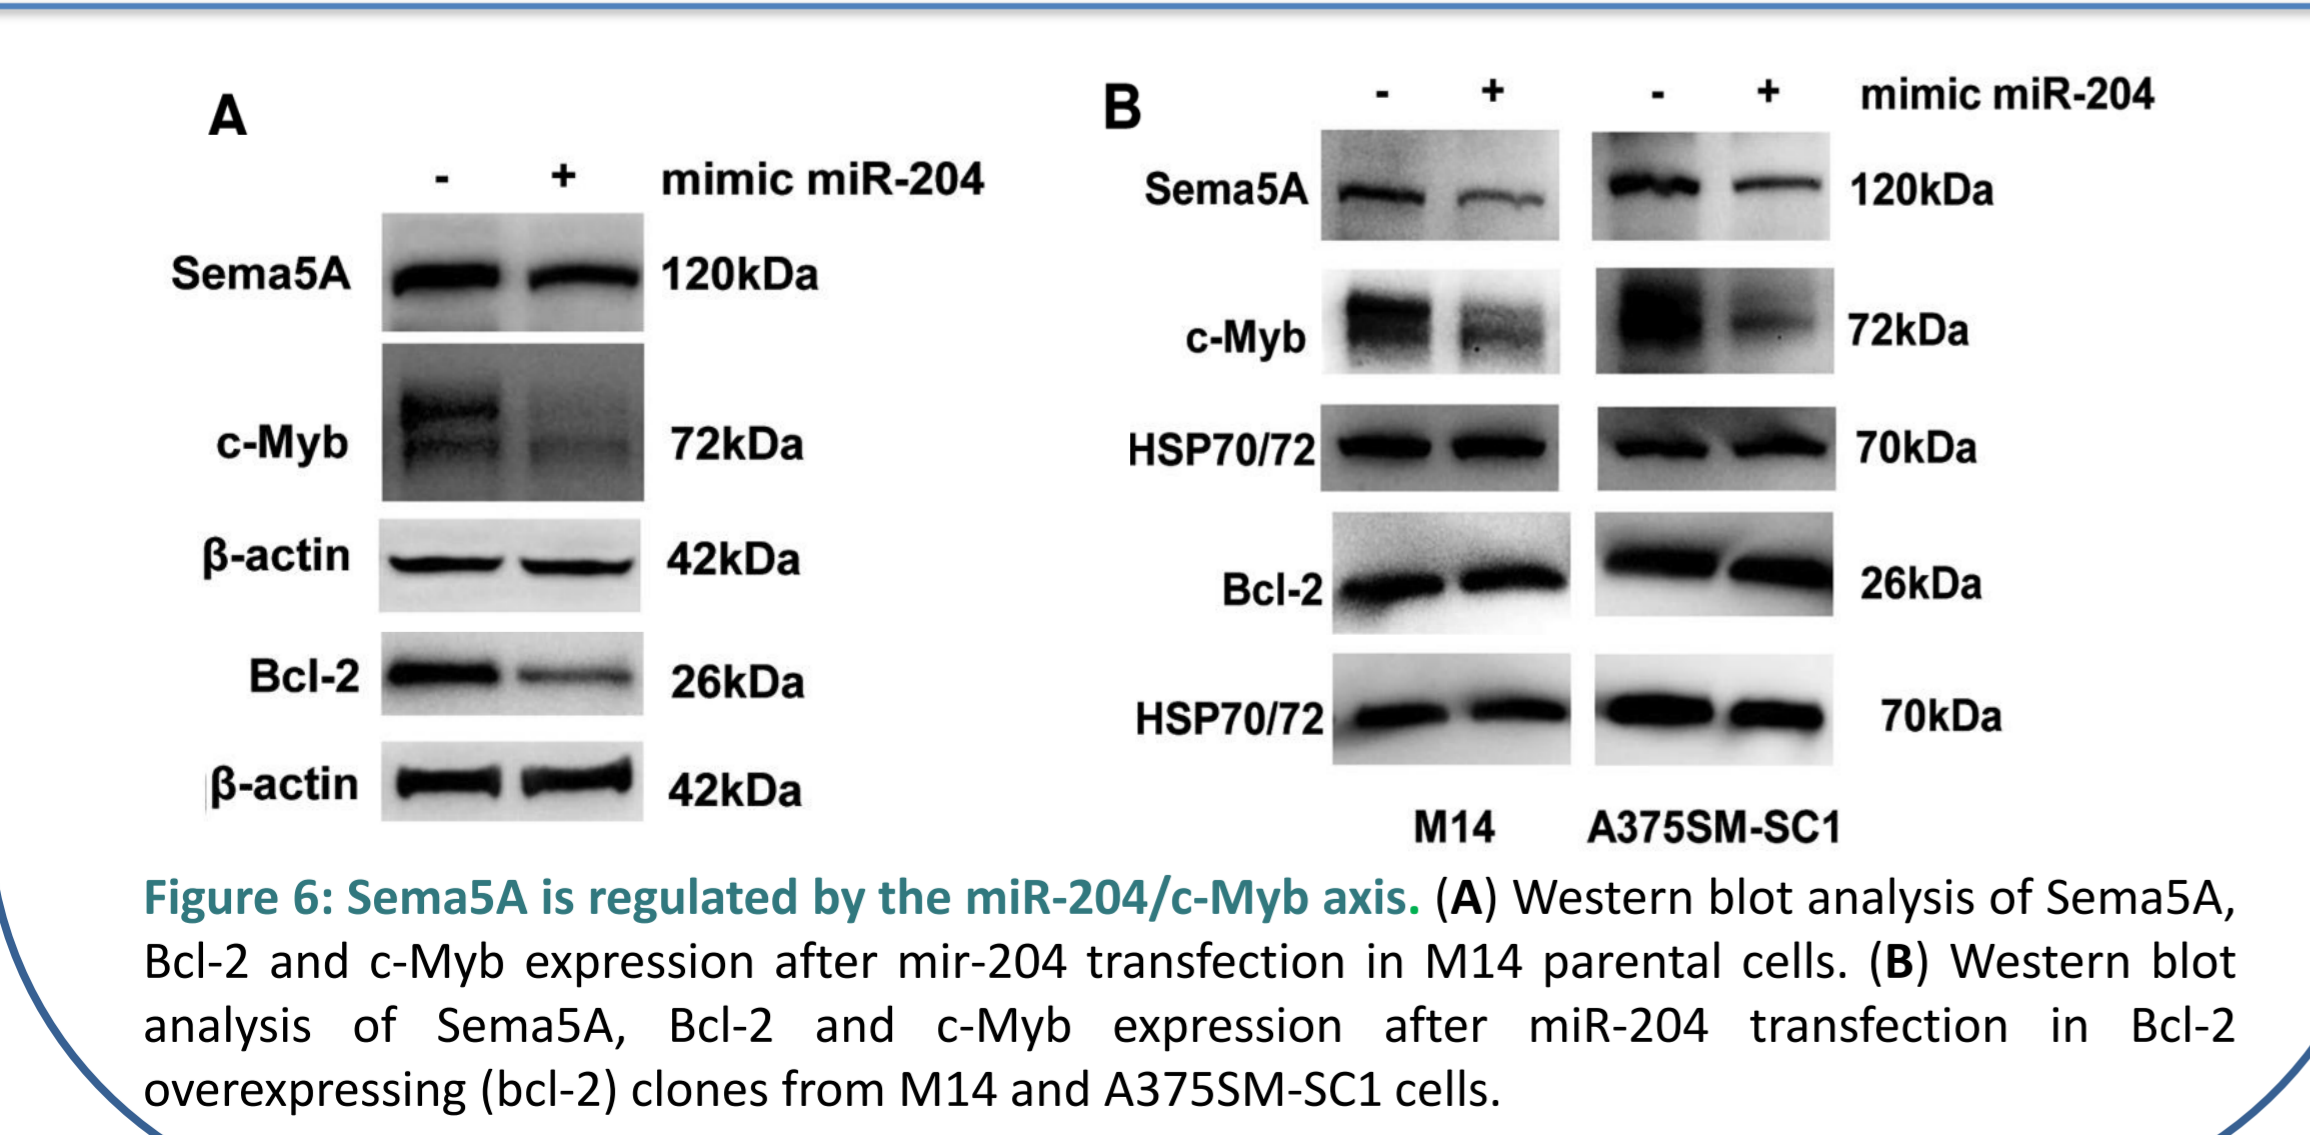 A
- + mimic miR-204
Sema5A 120kDa
c-Myb 72kDa
β-actin 42kDa
Bcl-2 26kDa
β-actin 42kDa
B
- + - + mimic miR-204
Sema5A 120kDa
c-Myb 72kDa
HSP70/72 70kDa
Bcl-2 26kDa
HSP70/72 70kDa
M14 A375SM-SC1
Figure 6: Sema5A is regulated by the miR-204/c-Myb axis. (A) Western blot analysis of Sema5A,
Bcl-2 and c-Myb expression after mir-204 transfection in M14 parental cells. (B) Western blot
analysis of Sema5A, Bcl-2 and c-Myb expression after miR-204 transfection in Bcl-2
overexpressing (bcl-2) clones from M14 and A375SM-SC1 cells.